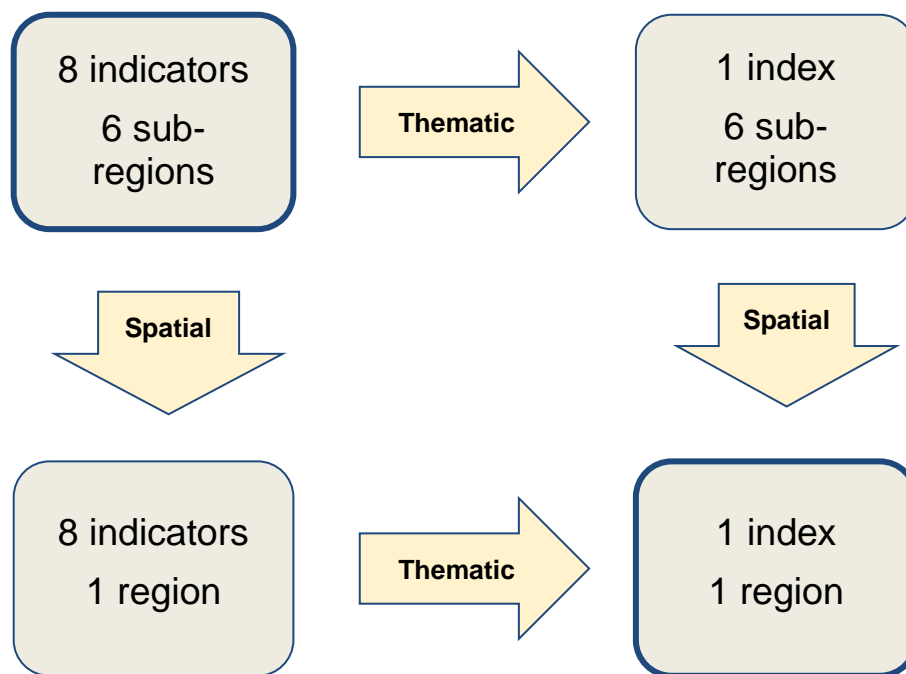 8 indicators
6 sub-
regions
Thematic
1 index
6 sub-
regions
Spatial
Spatial
8 indicators
1 region
Thematic
1 index
1 region